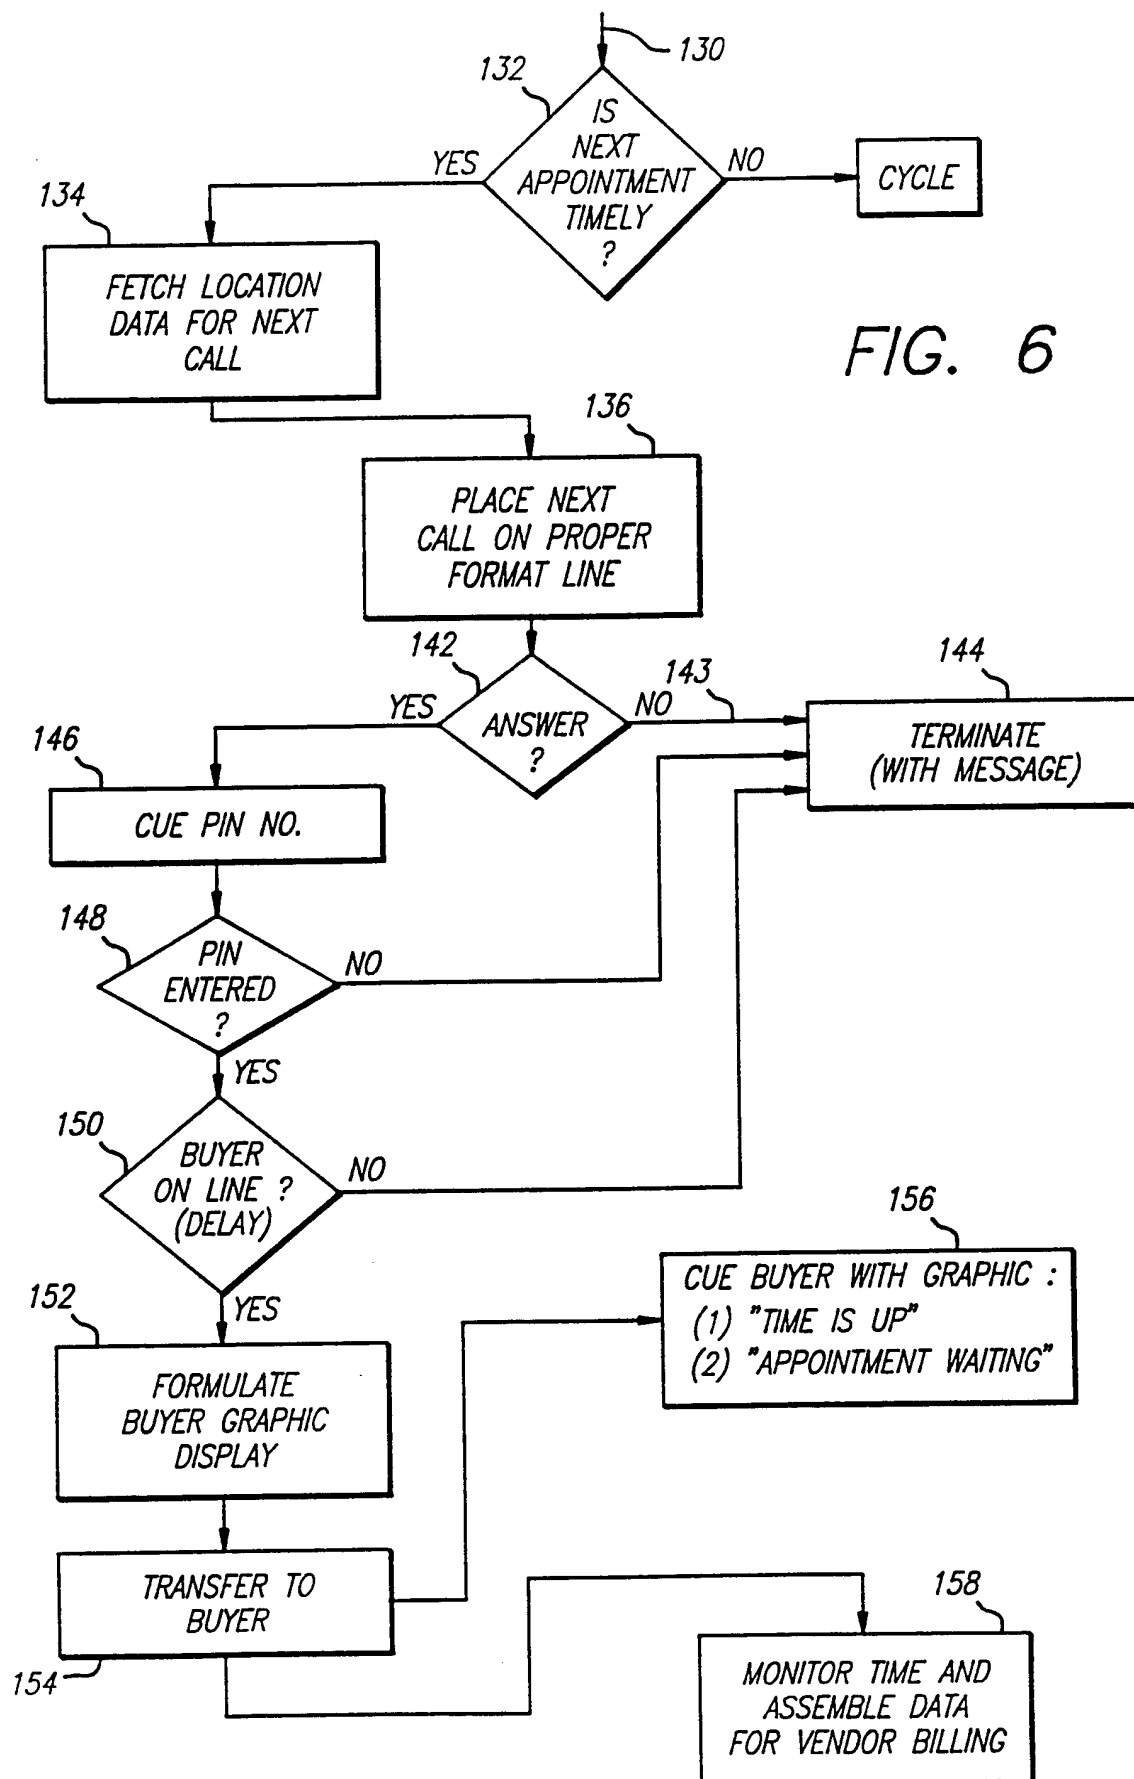 130
132
IS
NEXT
APPOINTMENT
TIMELY
?
YES
NO
CYCLE
134
FETCH LOCATION
DATA FOR NEXT
CALL
FIG. 6
136
PLACE NEXT
CALL ON PROPER
FORMAT LINE
142
YES
ANSWER
?
NO
143
144
TERMINATE
(WITH MESSAGE)
146
CUE PIN NO.
148
PIN
ENTERED
?
NO
YES
150
BUYER
ON LINE ?
(DELAY)
NO
YES
152
FORMULATE
BUYER GRAPHIC
DISPLAY
156
CUE BUYER WITH GRAPHIC :
(1) "TIME IS UP"
(2) "APPOINTMENT WAITING"
TRANSFER TO
BUYER
154
158
MONITOR TIME AND
ASSEMBLE DATA
FOR VENDOR BILLING